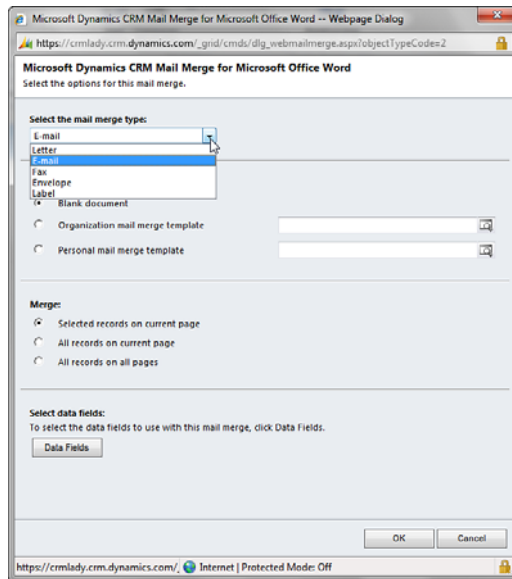 Microsoft Dynamics CRM Mail Merge for Microsoft Office Word -- Webpage Dialog
https://crmlady.crm.dynamics.com/_grid/cmds/dlg_webmailmerge.aspx?objectTypeCode=2
Microsoft Dynamics CRM Mail Merge for Microsoft Office Word
Select the options for this mail merge.
Select the mail merge type:
E-mail
Letter
E-mail
Fax
Envelope
Label
Blank document
Organization mail merge template
Personal mail merge template
Merge:
Selected records on current page
All records on current page
All records on all pages
Select data fields:
To select the data fields to use with this mail merge, click Data Fields.
Data Fields
OK Cancel
https://crmlady.crm.dynamics.com/_ Internet | Protected Mode: Off